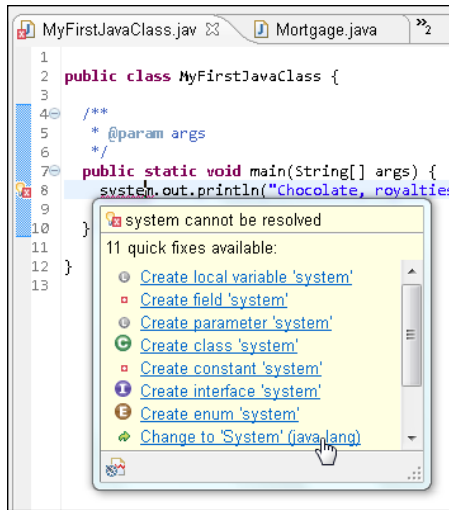 MyFirstJavaClass.jav Mortgage.java »2
1
2 public class MyFirstJavaClass {
3
4 /**
5 * @param args
6 */
7 public static void main(String[] args) {
8 system.out.println("Chocolate, royalties
9
10 }
11
12 }
13
system cannot be resolved
11 quick fixes available:
L Create local variable 'system'
Create field 'system'
L Create parameter 'system'
C Create class 'system'
Create constant 'system'
I Create interface 'system'
E Create enum 'system'
Change to 'System' (java.lang)